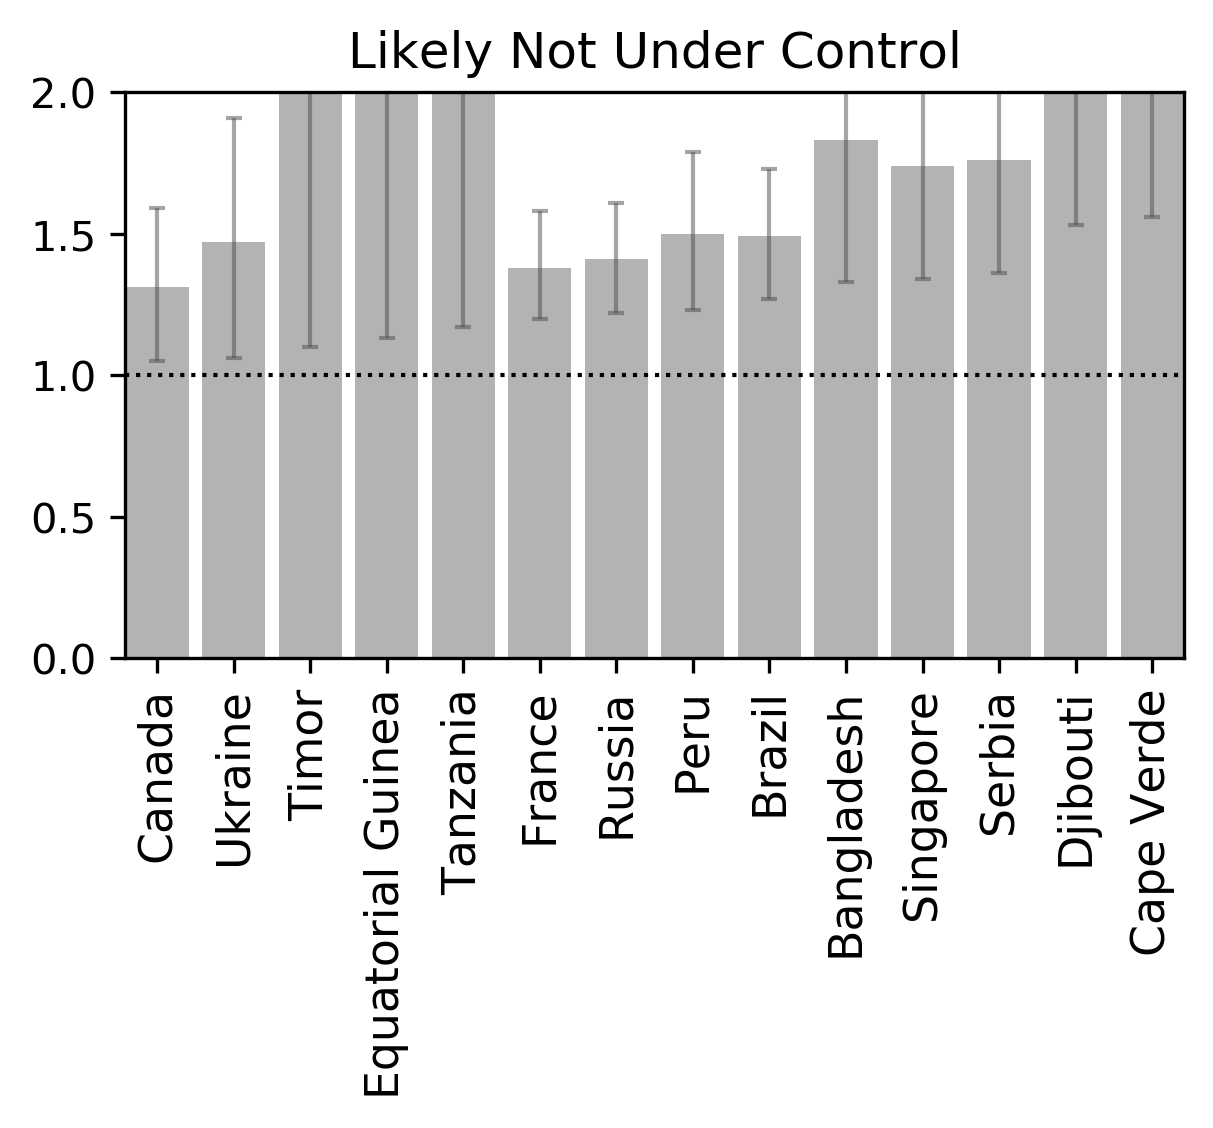 Likely Not Under Control
2.0
1.5
1.0
0.5
0.0
Canada
Ukraine
Timor
Equatorial Guinea
Tanzania
France
Russia
Peru
Brazil
Bangladesh
Singapore
Serbia
Djibouti
Cape Verde